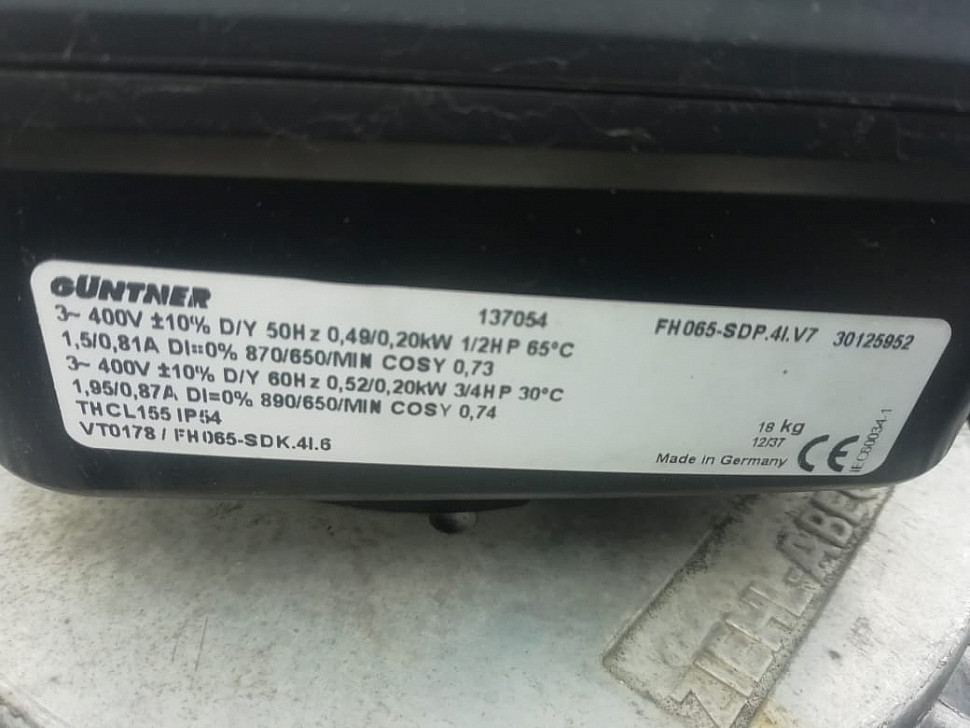 GÜNTNER
137054 FH065-SDP.4I.V7 30125952
3~ 400V ±10% D/Y 50Hz 0,49/0,20kW 1/2HP 65°C
1,5/0,81A DI=0% 870/650/MIN COSY 0,73
3~ 400V ±10% D/Y 60Hz 0,52/0,20kW 3/4HP 30°C
1,95/0,87A DI=0% 890/650/MIN COSY 0,74
THCL155 IP54
VT0178 / FH065-SDK.4I.6
18 kg
12/37
Made in Germany CE
IEC60034-1
ZIEHL-ABEGG